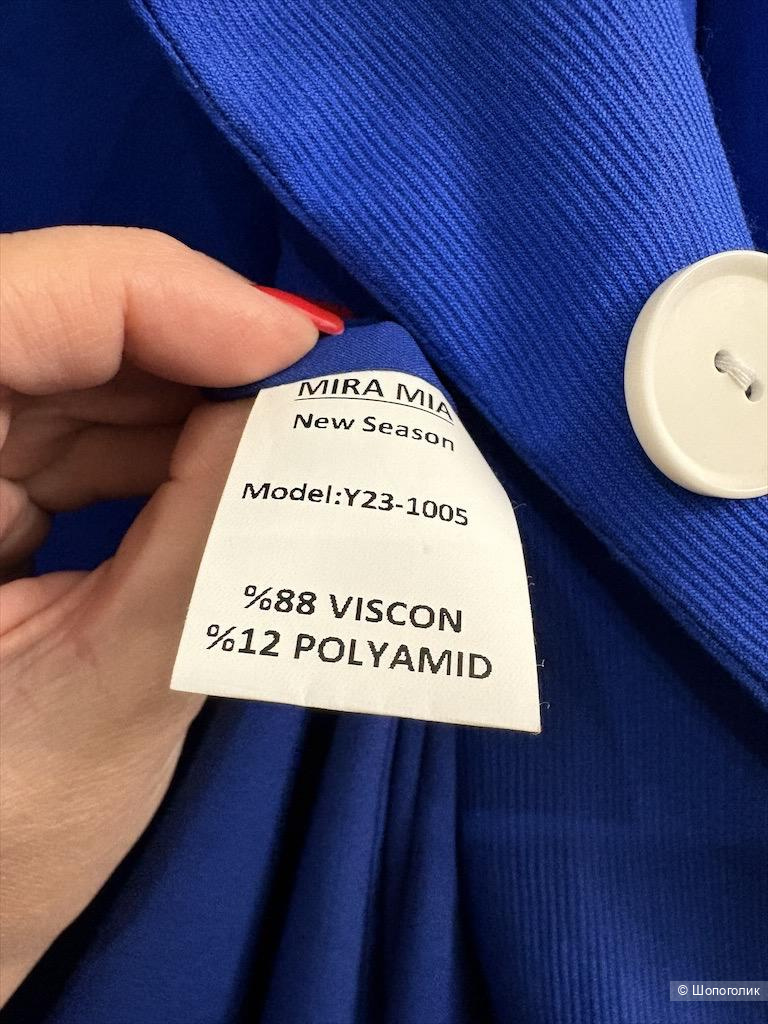 MIRA MIA
New Season
Model:Y23-1005
%88 VISCON
%12 POLYAMID
© Шопоголик